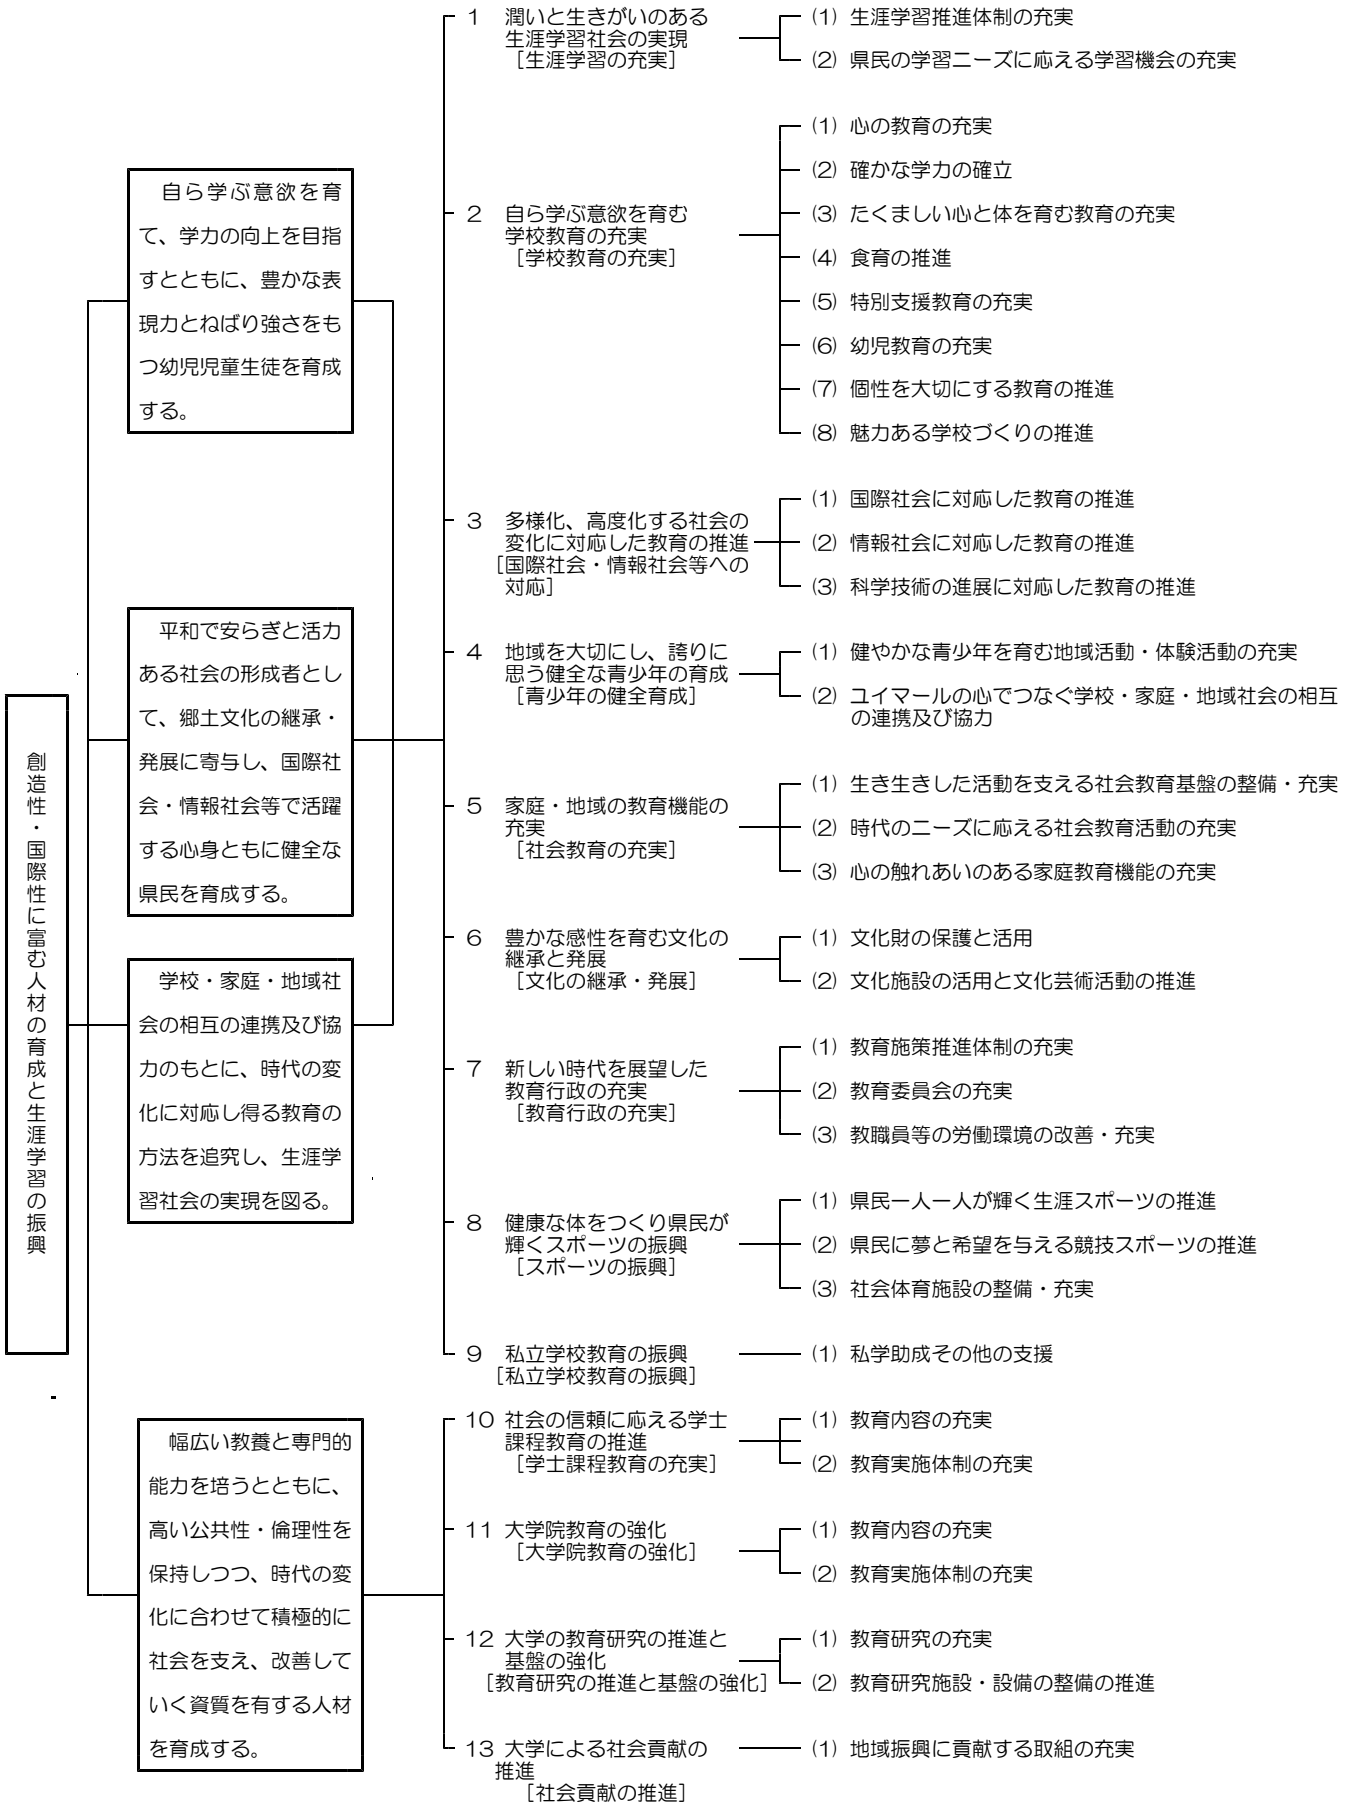 創造性・国際性に富む人材の育成と生涯学習の振興
自ら学ぶ意欲を育
て、学力の向上を目指
すとともに、豊かな表
現力とねばり強さをも
つ幼児児童生徒を育成
する。
平和で安らぎと活力
ある社会の形成者とし
て、郷土文化の継承・
発展に寄与し、国際社
会・情報社会等で活躍
する心身ともに健全な
県民を育成する。
学校・家庭・地域社
会の相互の連携及び協
力のもとに、時代の変
化に対応し得る教育の
方法を追究し、生涯学
習社会の実現を図る。
幅広い教養と専門的
能力を培うとともに、
高い公共性・倫理性を
保持しつつ、時代の変
化に合わせて積極的に
社会を支え、改善して
いく資質を有する人材
を育成する。
1 潤いと生きがいのある
生涯学習社会の実現
[生涯学習の充実]
(1) 生涯学習推進体制の充実
(2) 県民の学習ニーズに応える学習機会の充実
2 自ら学ぶ意欲を育む
学校教育の充実
[学校教育の充実]
(1) 心の教育の充実
(2) 確かな学力の確立
(3) たくましい心と体を育む教育の充実
(4) 食育の推進
(5) 特別支援教育の充実
(6) 幼児教育の充実
(7) 個性を大切にする教育の推進
(8) 魅力ある学校づくりの推進
3 多様化、高度化する社会の
変化に対応した教育の推進
[国際社会・情報社会等への
対応]
(1) 国際社会に対応した教育の推進
(2) 情報社会に対応した教育の推進
(3) 科学技術の進展に対応した教育の推進
4 地域を大切にし、誇りに
思う健全な青少年の育成
[青少年の健全育成]
(1) 健やかな青少年を育む地域活動・体験活動の充実
(2) ユイマールの心でつなぐ学校・家庭・地域社会の相互
の連携及び協力
5 家庭・地域の教育機能の
充実
[社会教育の充実]
(1) 生き生きした活動を支える社会教育基盤の整備・充実
(2) 時代のニーズに応える社会教育活動の充実
(3) 心の触れあいのある家庭教育機能の充実
6 豊かな感性を育む文化の
継承と発展
[文化の継承・発展]
(1) 文化財の保護と活用
(2) 文化施設の活用と文化芸術活動の推進
7 新しい時代を展望した
教育行政の充実
[教育行政の充実]
(1) 教育施策推進体制の充実
(2) 教育委員会の充実
(3) 教職員等の労働環境の改善・充実
8 健康な体をつくり県民が
輝くスポーツの振興
[スポーツの振興]
(1) 県民一人一人が輝く生涯スポーツの推進
(2) 県民に夢と希望を与える競技スポーツの推進
(3) 社会体育施設の整備・充実
9 私立学校教育の振興
[私立学校教育の振興]
(1) 私学助成その他の支援
10 社会の信頼に応える学士
課程教育の推進
[学士課程教育の充実]
(1) 教育内容の充実
(2) 教育実施体制の充実
11 大学院教育の強化
[大学院教育の強化]
(1) 教育内容の充実
(2) 教育実施体制の充実
12 大学の教育研究の推進と
基盤の強化
[教育研究の推進と基盤の強化]
(1) 教育研究の充実
(2) 教育研究施設・設備の整備の推進
13 大学による社会貢献の
推進
[社会貢献の推進]
(1) 地域振興に貢献する取組の充実